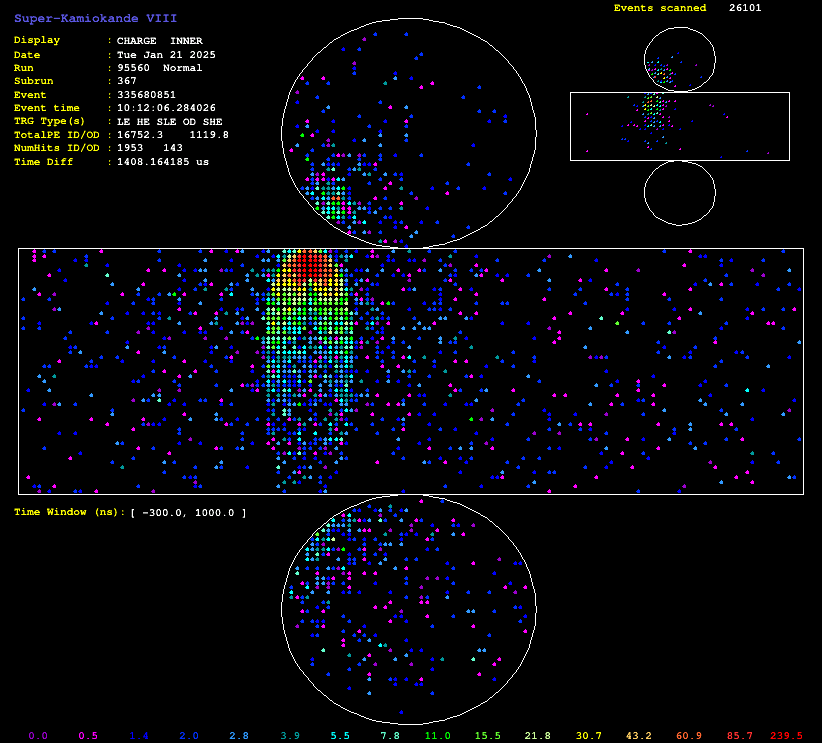 Super-Kamiokande VIII
Events scanned 26101
Display : CHARGE INNER
Date : Tue Jan 21 2025
Run : 95560 Normal
Subrun : 367
Event : 335680851
Event time : 10:12:06.284026
TRG Type(s) : LE HE SLE OD SHE
TotalPE ID/OD : 16752.3 1119.8
NumHits ID/OD : 1953 143
Time Diff : 1408.164185 us
Time Window (ns): [ -300.0, 1000.0 ]
0.0 0.5 1.4 2.0 2.8 3.9 5.5 7.8 11.0 15.5 21.8 30.7 43.2 60.9 85.7 239.5